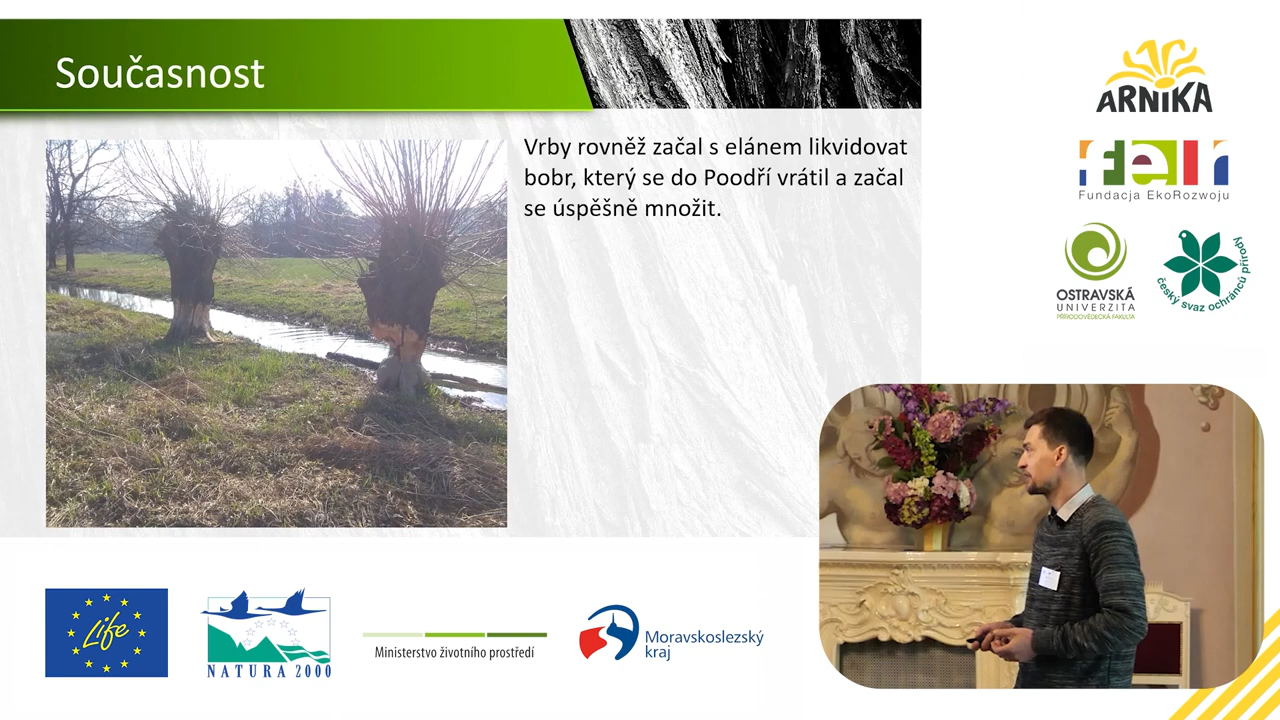 Současnost
Vrby rovněž začal s elánem likvidovat
bobr, který se do Poodří vrátil a začal
se úspěšně množit.
ARNIKA
feri
Fundacja EkoRozwoju
OSTRAVSKÁ
UNIVERZITA
PŘÍRODOVĚDECKÁ FAKULTA
český svaz ochránců přírody
Life
NATURA 2000
Ministerstvo životního prostředí
Moravskoslezský
kraj